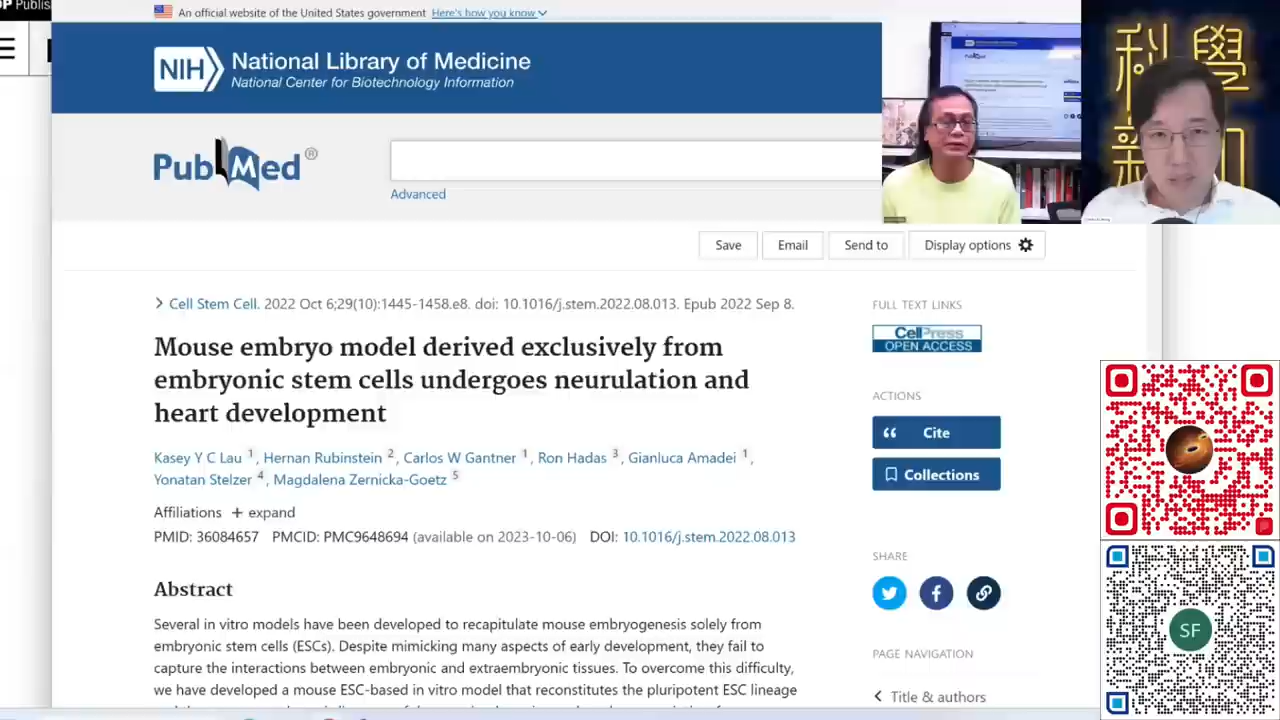 OP Publis
An official website of the United States government Here's how you know
NIH National Library of Medicine
National Center for Biotechnology Information
PubMed®
Advanced
Save Email Send to Display options
Cell Stem Cell. 2022 Oct 6;29(10):1445-1458.e8. doi: 10.1016/j.stem.2022.08.013. Epub 2022 Sep 8.
Mouse embryo model derived exclusively from
embryonic stem cells undergoes neurulation and
heart development
Kasey Y C Lau 1, Hernan Rubinstein 2, Carlos W Gantner 1, Ron Hadas 3, Gianluca Amadei 1,
Yonatan Stelzer 4, Magdalena Zernicka-Goetz 5
Affiliations + expand
PMID: 36084657 PMCID: PMC9648694 (available on 2023-10-06) DOI: 10.1016/j.stem.2022.08.013
Abstract
Several in vitro models have been developed to recapitulate mouse embryogenesis solely from
embryonic stem cells (ESCs). Despite mimicking many aspects of early development, they fail to
capture the interactions between embryonic and extraembryonic tissues. To overcome this difficulty,
we have developed a mouse ESC-based in vitro model that reconstitutes the pluripotent ESC lineage
FULL TEXT LINKS
CellPress
OPEN ACCESS
ACTIONS
Cite
Collections
SHARE
PAGE NAVIGATION
Title & authors
科學
新
SF